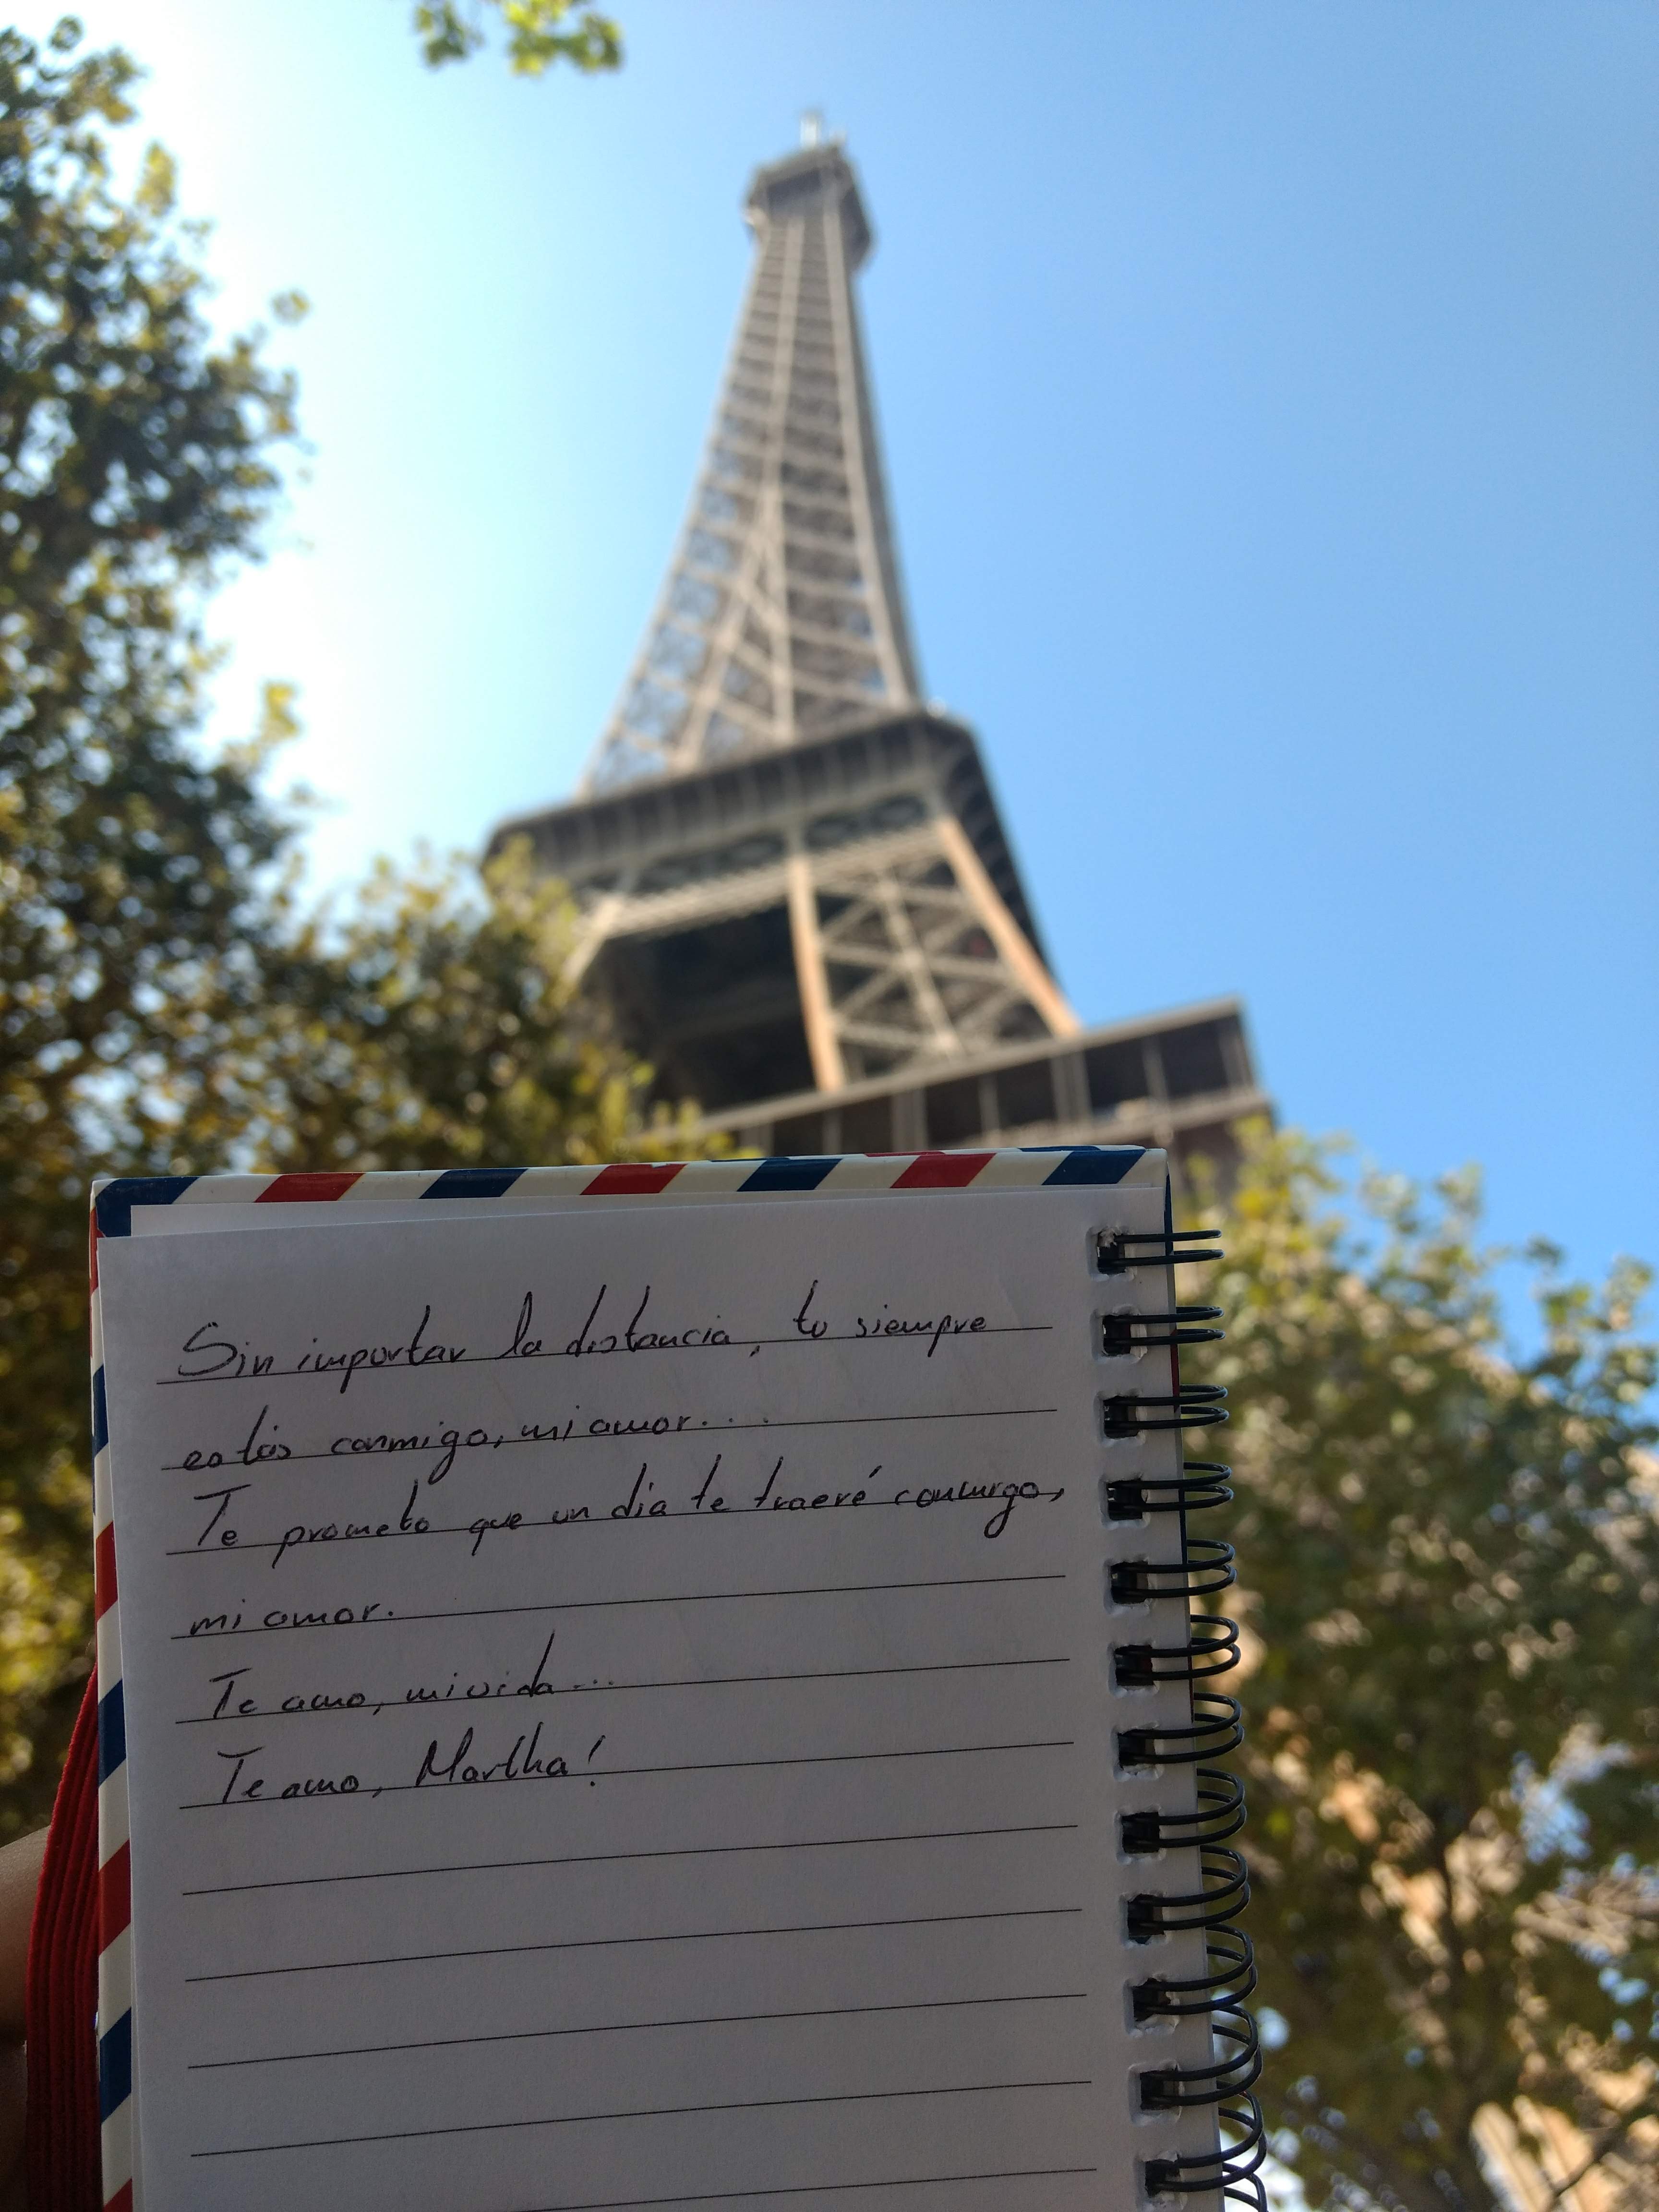 Sin importar la distancia, tu siempre
estás conmigo, mi amor...
Te prometo que un dia te traeré conmigo,
mi amor.
Te amo, mi vida...
Te amo, Martha!